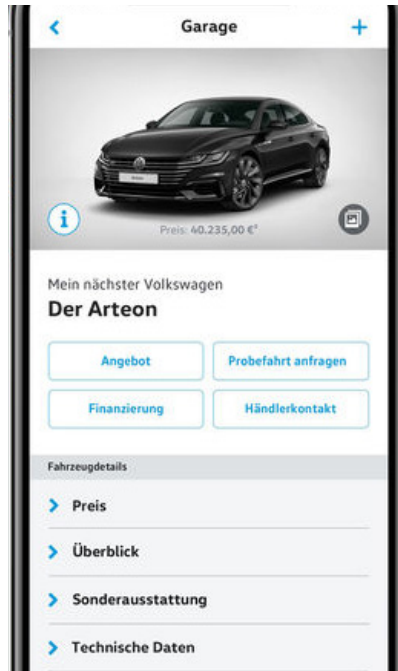 Garage
Preis: 40.235,00 €*
Mein nächster Volkswagen
Der Arteon
Angebot
Probefahrt anfragen
Finanzierung
Händlerkontakt
Fahrzeugdetails
Preis
Überblick
Sonderausstattung
Technische Daten